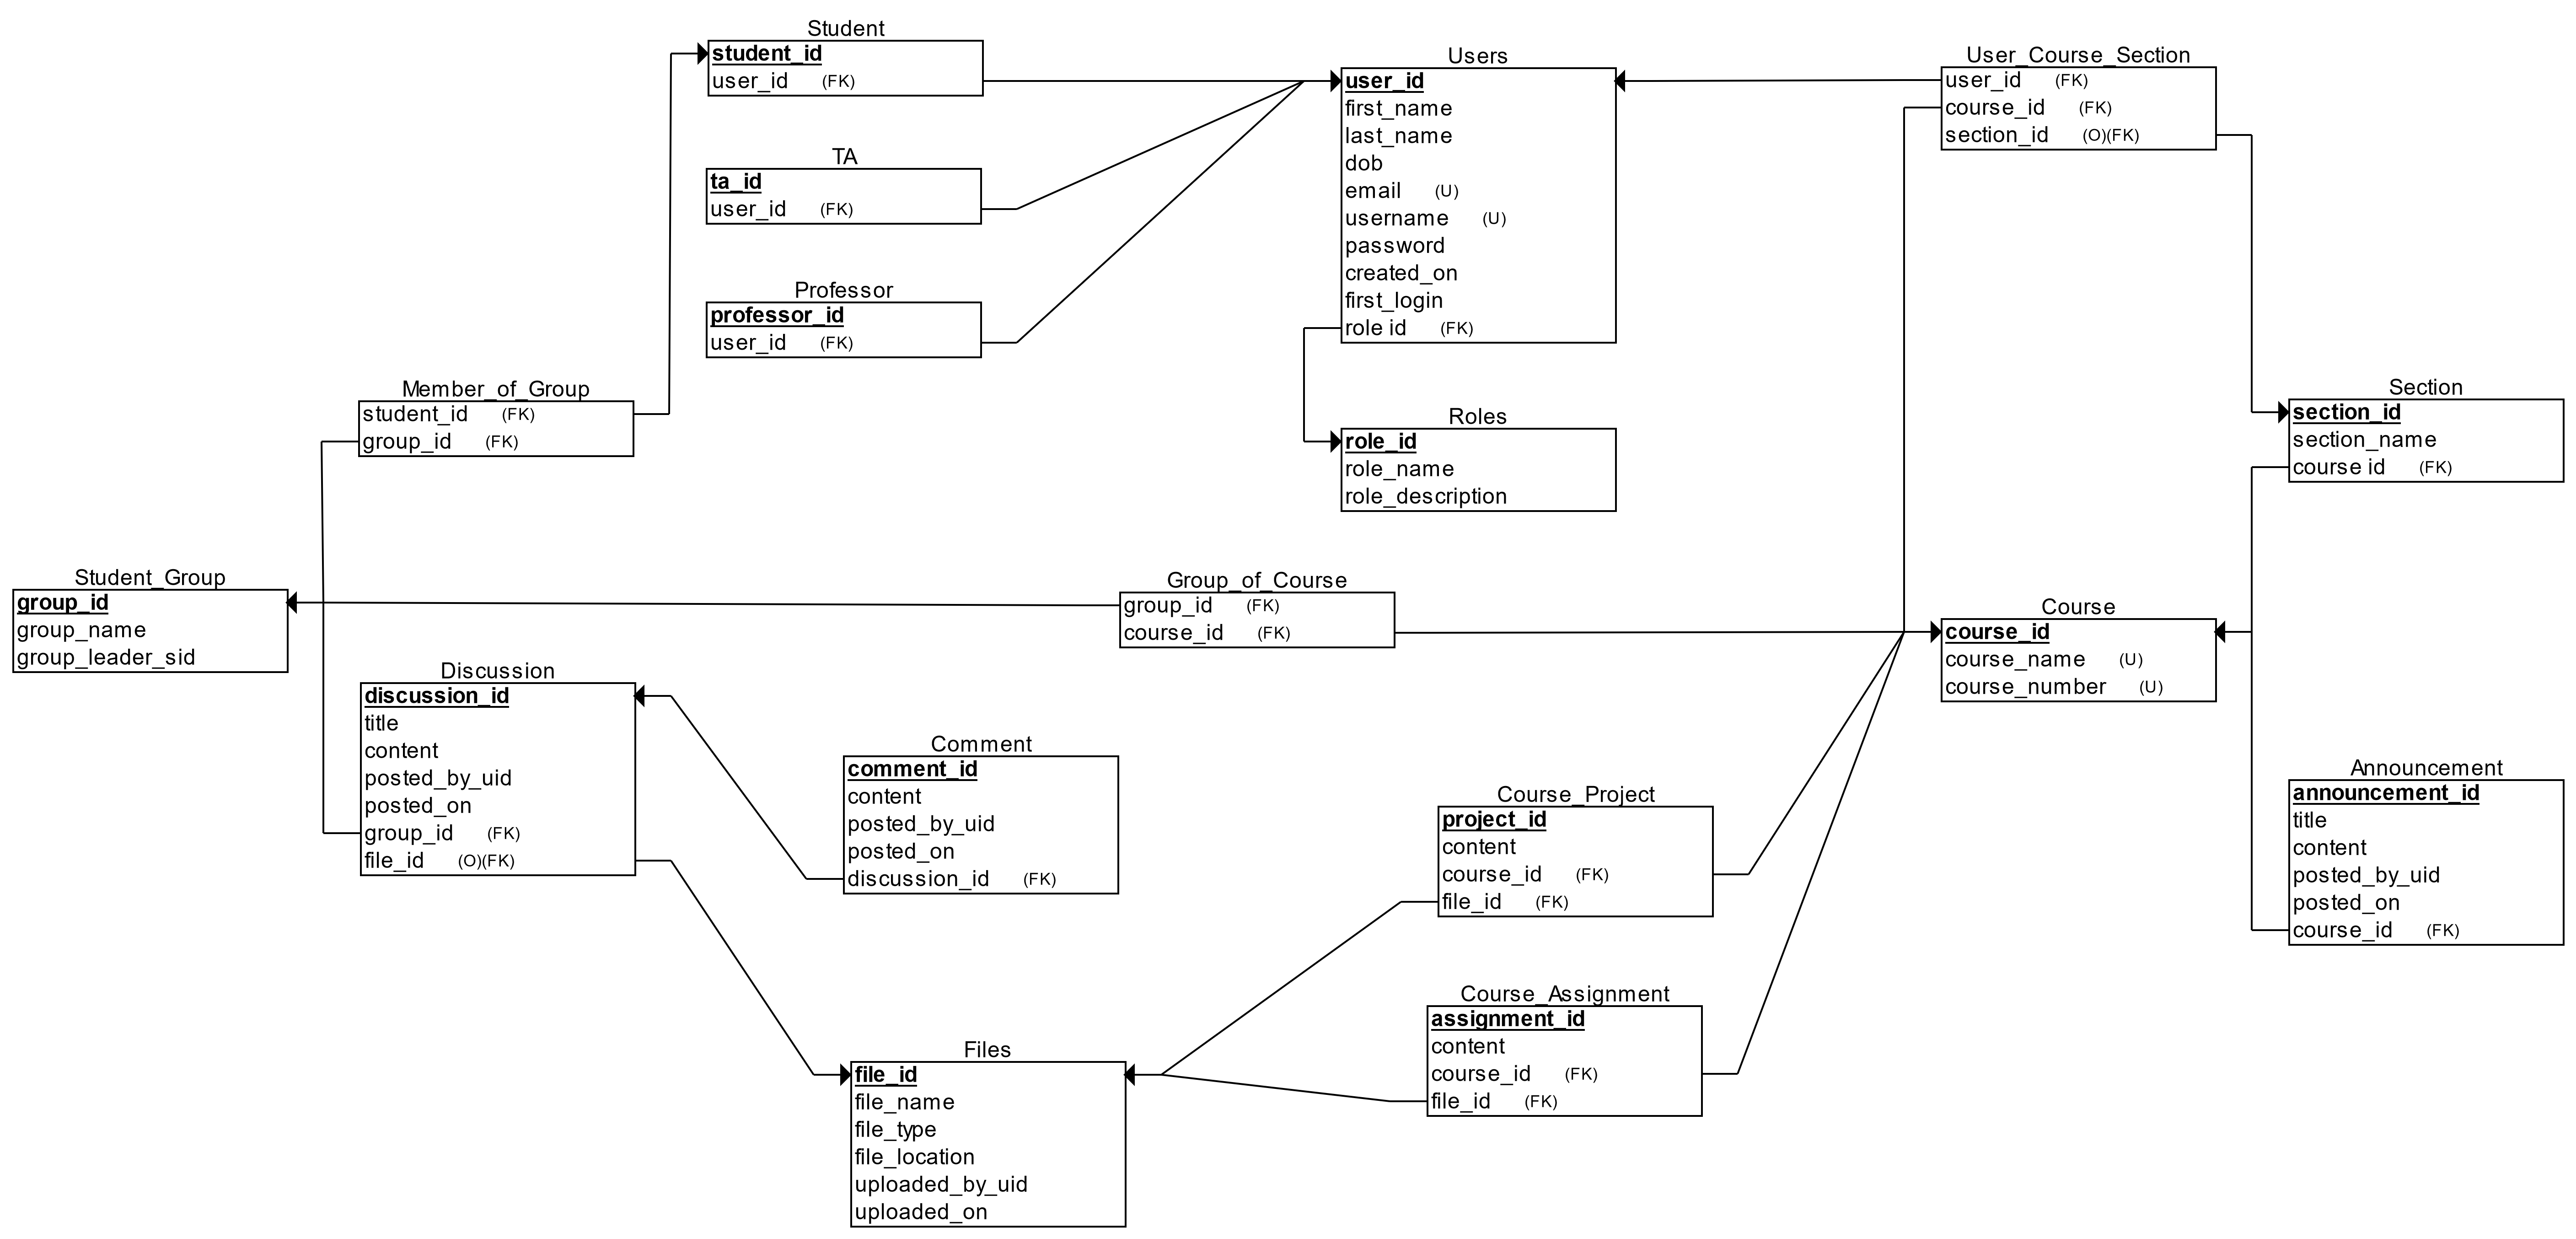 Student
student_id
user_id (FK)
Users
user_id
first_name
last_name
dob
email (U)
username (U)
password
created_on
first_login
role id (FK)
User_Course_Section
user_id (FK)
course_id (FK)
section_id (O)(FK)
TA
ta_id
user_id (FK)
Professor
professor_id
user_id (FK)
Member_of_Group
student_id (FK)
group_id (FK)
Roles
role_id
role_name
role_description
Section
section_id
section_name
course id (FK)
Student_Group
group_id
group_name
group_leader_sid
Group_of_Course
group_id (FK)
course_id (FK)
Course
course_id
course_name (U)
course_number (U)
Discussion
discussion_id
title
content
posted_by_uid
posted_on
group_id (FK)
file_id (O)(FK)
Comment
comment_id
content
posted_by_uid
posted_on
discussion_id (FK)
Course_Project
project_id
content
course_id (FK)
file_id (FK)
Announcement
announcement_id
title
content
posted_by_uid
posted_on
course_id (FK)
Course_Assignment
assignment_id
content
course_id (FK)
file_id (FK)
Files
file_id
file_name
file_type
file_location
uploaded_by_uid
uploaded_on